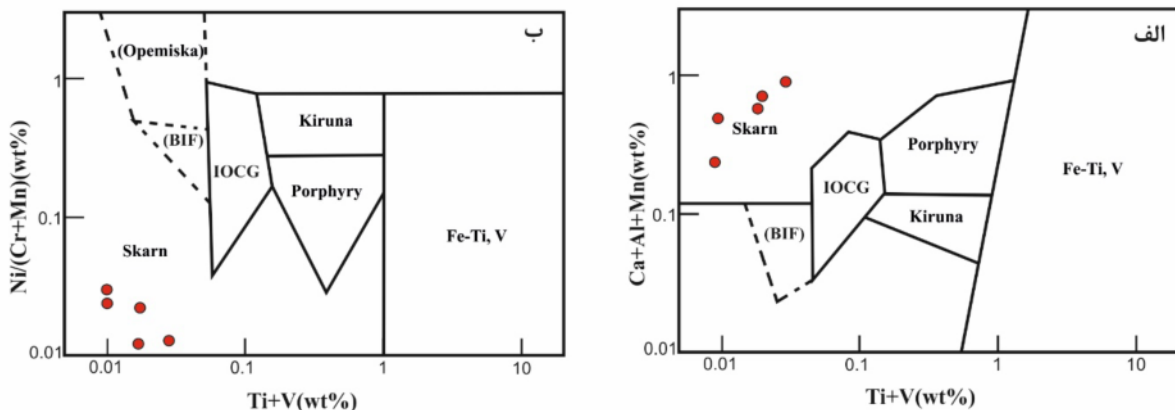 ب
Ni/(Cr+Mn)(wt%)
1
0.1
0.01
(Opemiska)
(BIF)
IOCG
Kiruna
Porphyry
Fe-Ti, V
Skarn
0.01 0.1 1 10
Ti+V(wt%)
الف
Ca+Al+Mn(wt%)
1
0.1
0.01
Skarn
Porphyry
IOCG
Fe-Ti, V
Kiruna
(BIF)
0.01 0.1 1 10
Ti+V(wt%)